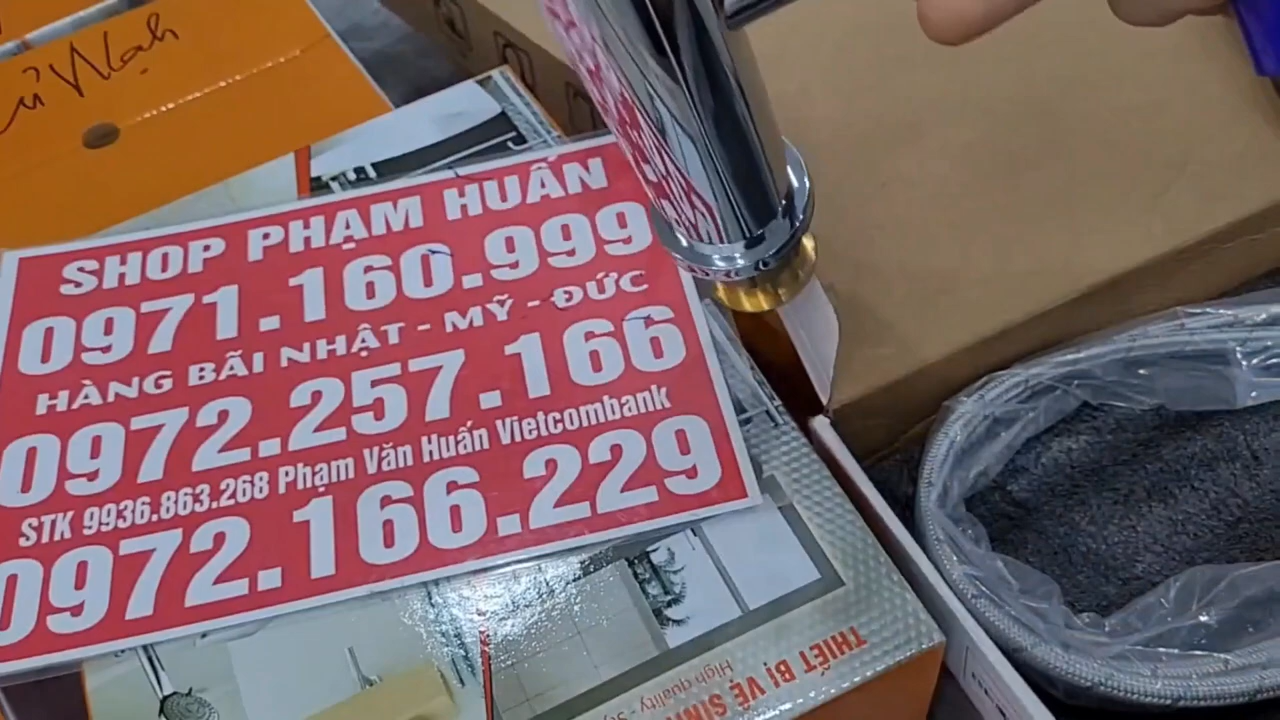 SHOP PHẠM HUẤN
0971.160.999
HÀNG BÃI NHẬT - MỸ - ĐỨC
0972.257.166
STK 9936.863.268 Phạm Văn Huấn Vietcombank
0972.166.229
THIẾT BỊ VỆ SINH
High quality - S